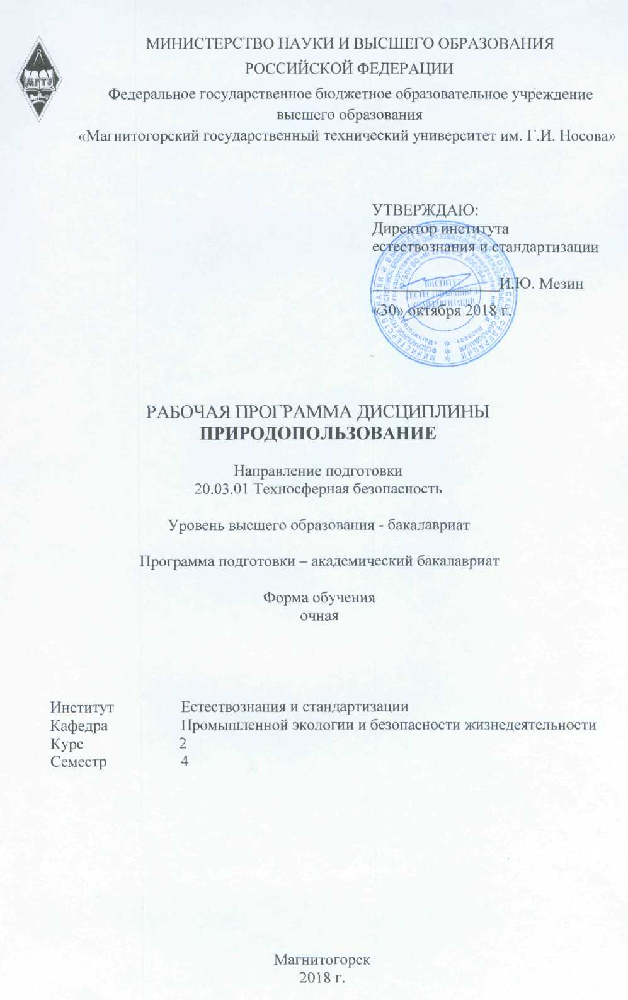 МИНИСТЕРСТВО НАУКИ И ВЫСШЕГО ОБРАЗОВАНИЯ
РОССИЙСКОЙ ФЕДЕРАЦИИ
Федеральное государственное бюджетное образовательное учреждение
высшего образования
«Магнитогорский государственный технический университет им. Г.И. Носова»
МГТУ
УТВЕРЖДАЮ:
Директор института
естествознания и стандартизации
И.Ю. Мезин
«30» октября 2018 г.
ИНСТИТУТ
ЕСТЕСТВОЗНАНИЯ И
СТАНДАРТИЗАЦИИ
РАБОЧАЯ ПРОГРАММА ДИСЦИПЛИНЫ
ПРИРОДОПОЛЬЗОВАНИЕ
Направление подготовки
20.03.01 Техносферная безопасность
Уровень высшего образования - бакалавриат
Программа подготовки – академический бакалавриат
Форма обучения
очная
Институт Естествознания и стандартизации
Кафедра Промышленной экологии и безопасности жизнедеятельности
Курс 2
Семестр 4
Магнитогорск
2018 г.